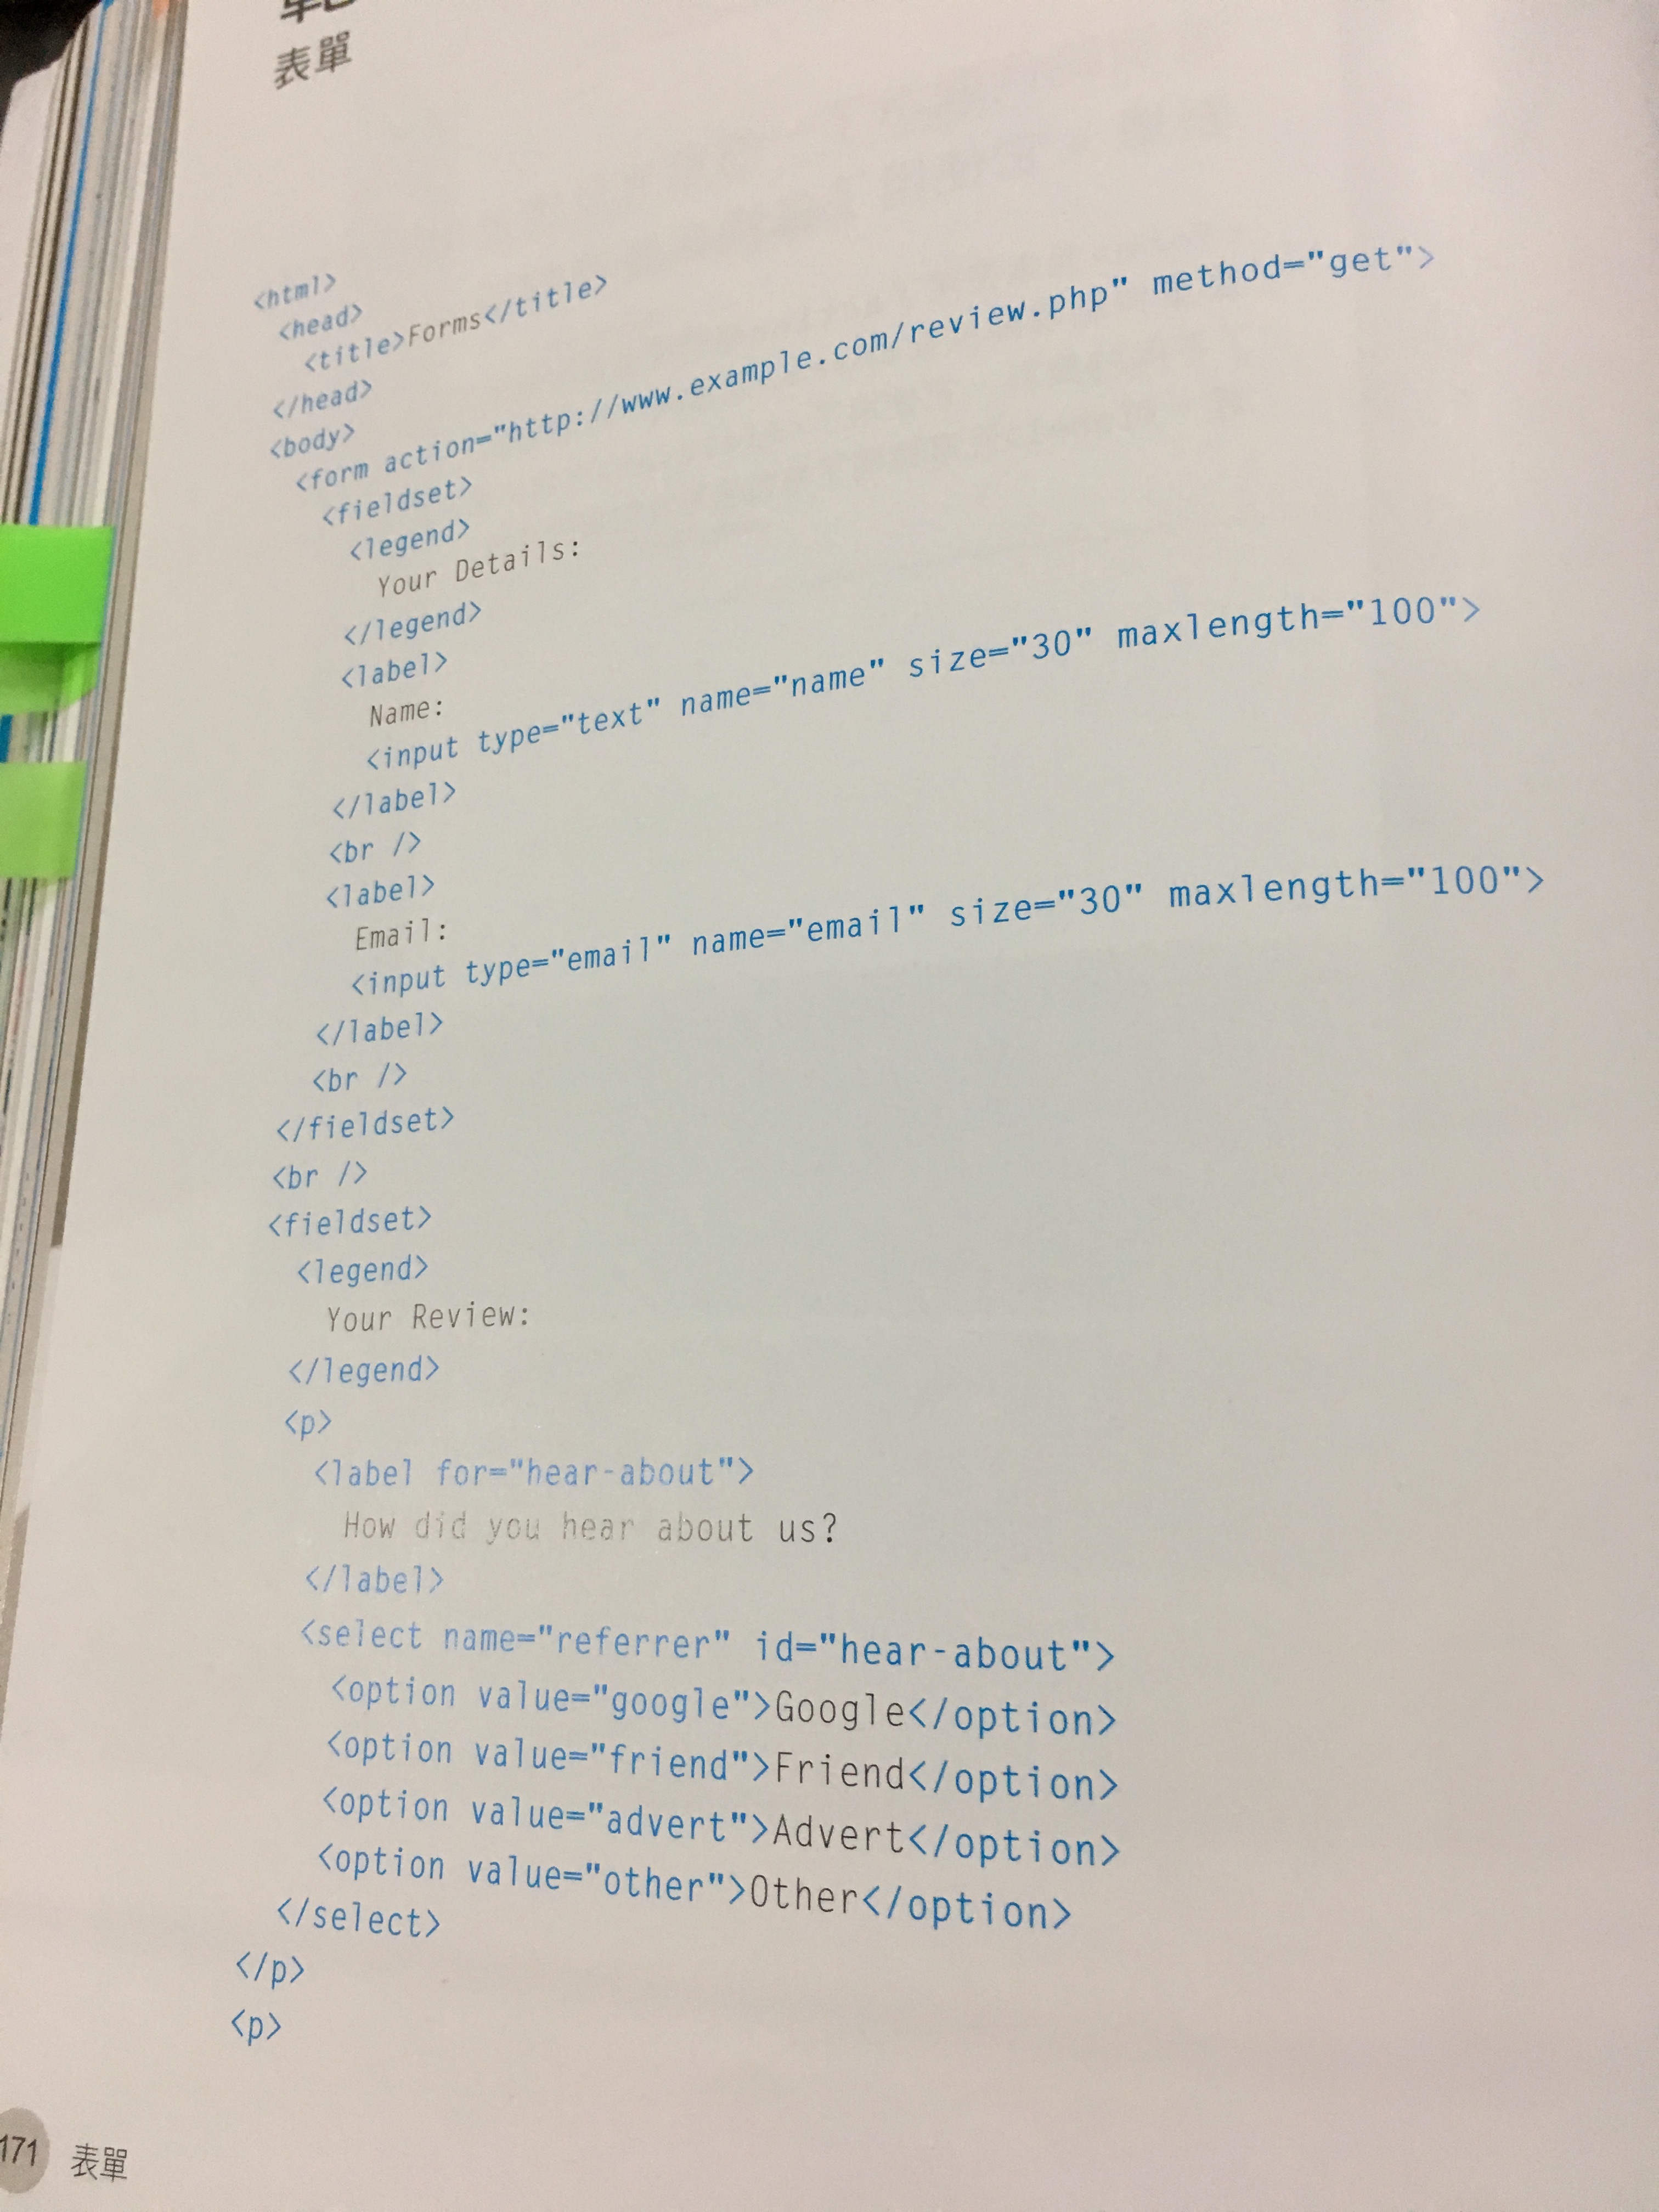 表單
<html>
<head>
<title>Forms</title>
</head>
<body>
<form action="http://www.example.com/review.php" method="get">
<fieldset>
<legend>
Your Details:
</legend>
<label>
Name:
<input type="text" name="name" size="30" maxlength="100">
</label>
<br />
<label>
Email:
<input type="email" name="email" size="30" maxlength="100">
</label>
<br />
</fieldset>
<br />
<fieldset>
<legend>
Your Review:
</legend>
<p>
<label for="hear-about">
How did you hear about us?
</label>
<select name="referrer" id="hear-about">
<option value="google">Google</option>
<option value="friend">Friend</option>
<option value="advert">Advert</option>
<option value="other">Other</option>
</select>
</p>
<p>
171 表單